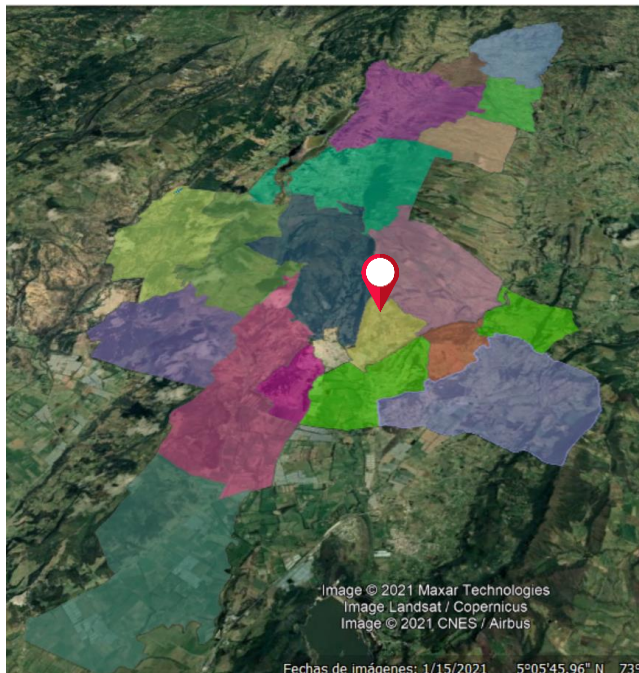 Image © 2021 Maxar Technologies
Image Landsat / Copernicus
Image © 2021 CNES / Airbus
Fechas de imágenes: 1/15/2021 5°05'45.96" N 73°